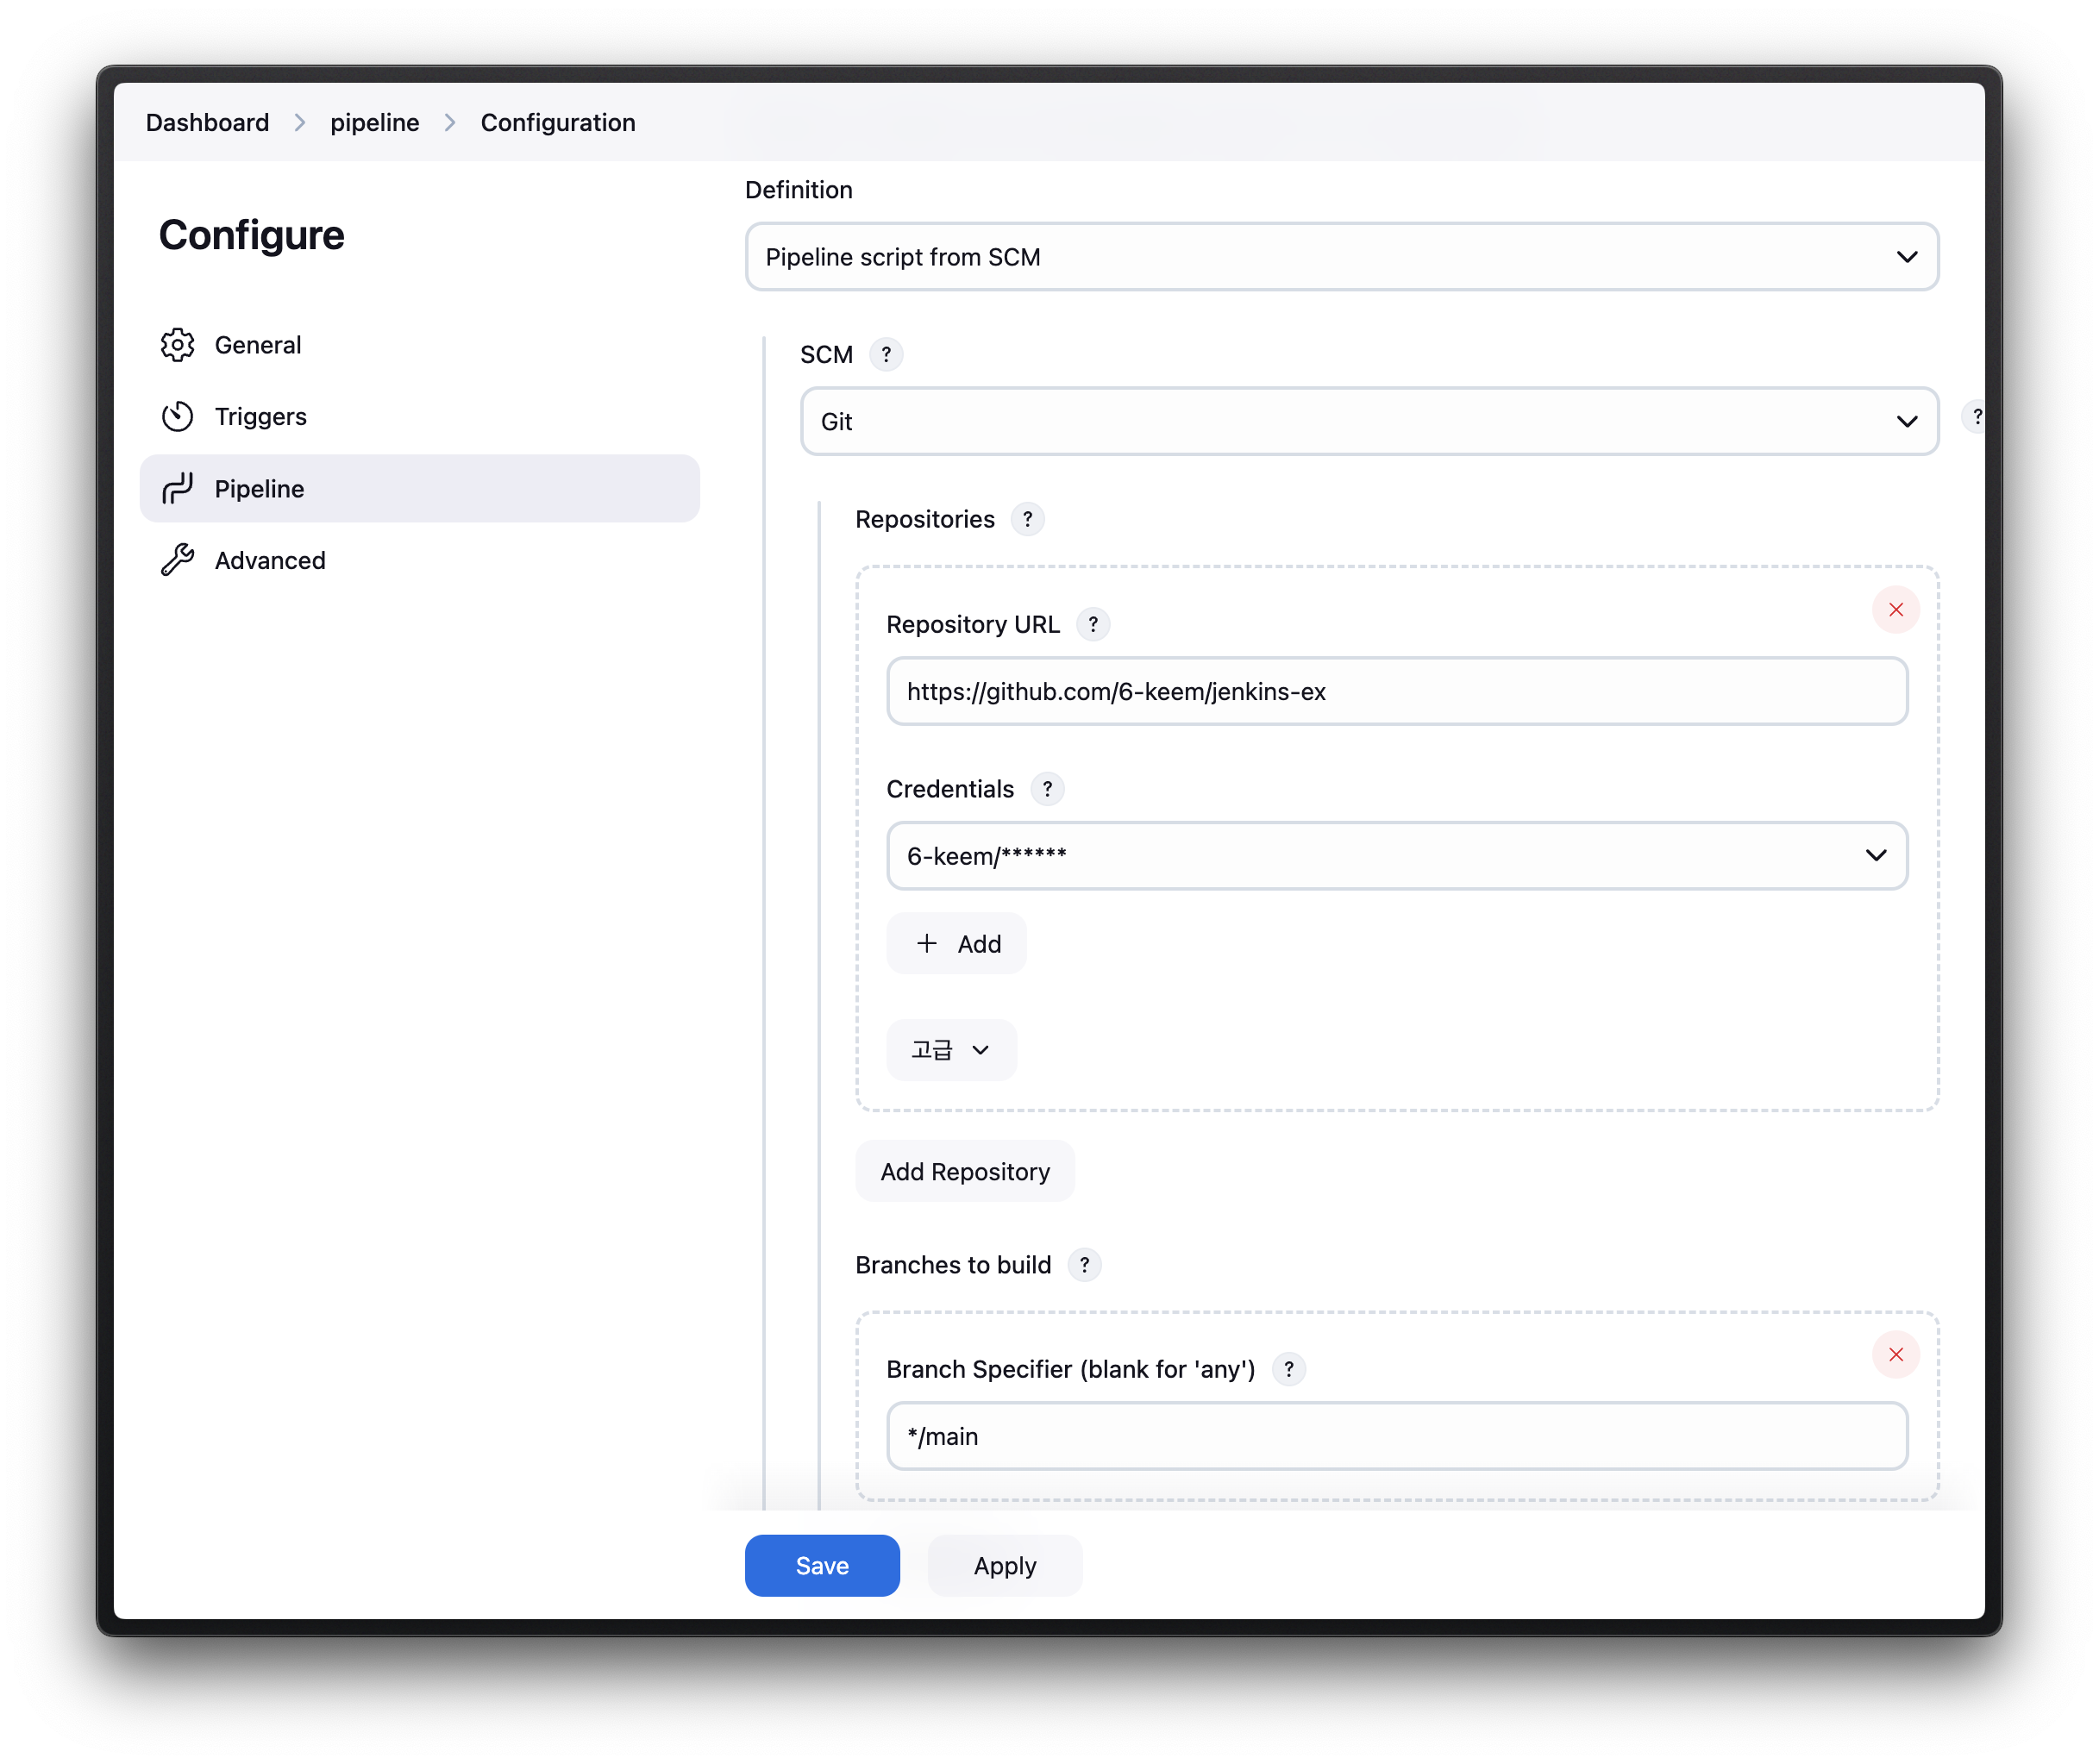 Dashboard > pipeline > Configuration
Configure
General
Triggers
Pipeline
Advanced
Definition
Pipeline script from SCM
SCM ?
Git
?
Repositories ?
Repository URL ?
https://github.com/6-keem/jenkins-ex
Credentials ?
6-keem/******
+ Add
고급
Add Repository
Branches to build ?
Branch Specifier (blank for 'any') ?
*/main
Save
Apply